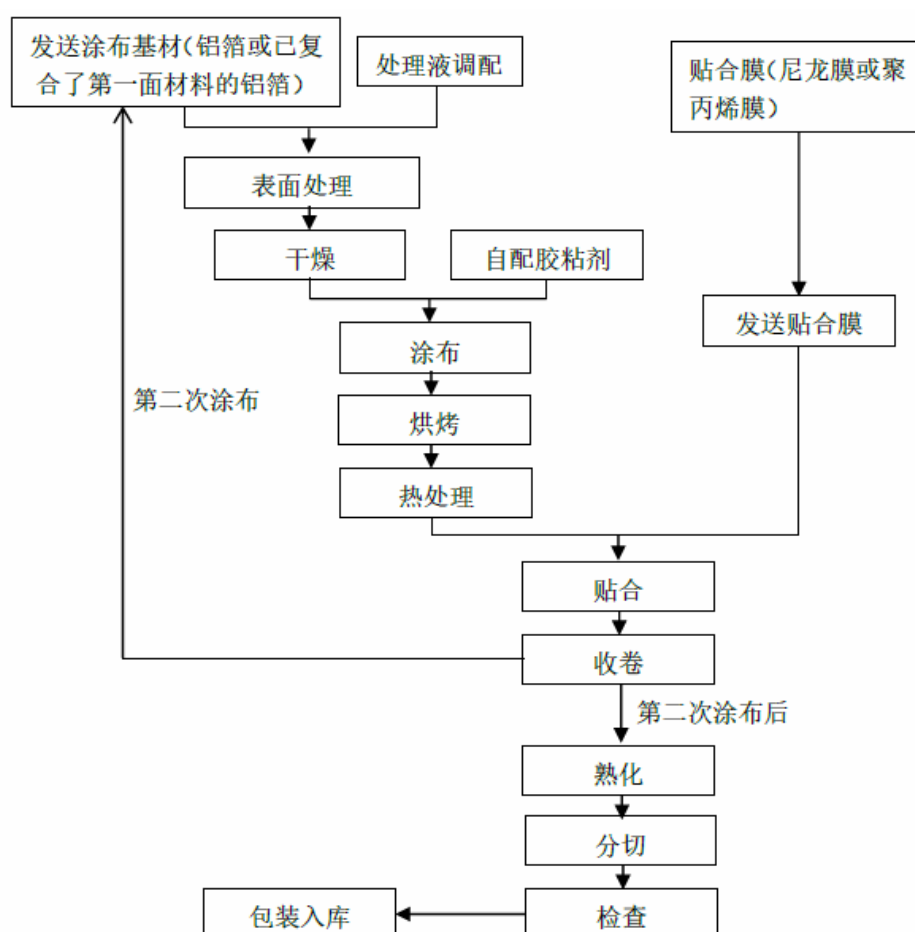 发送涂布基材(铝箔或已复
合了第一面材料的铝箔)
处理液调配
贴合膜(尼龙膜或聚
丙烯膜)
表面处理
干燥
自配胶粘剂
发送贴合膜
涂布
第二次涂布
烘烤
热处理
贴合
收卷
第二次涂布后
熟化
分切
包装入库
检查